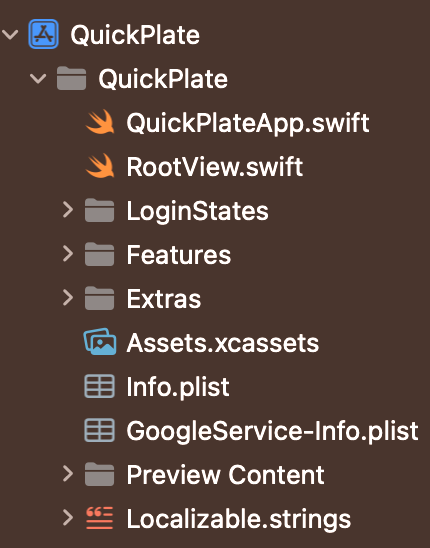 QuickPlate
QuickPlate
QuickPlateApp.swift
RootView.swift
LoginStates
Features
Extras
Assets.xcassets
Info.plist
GoogleService-Info.plist
Preview Content
Localizable.strings